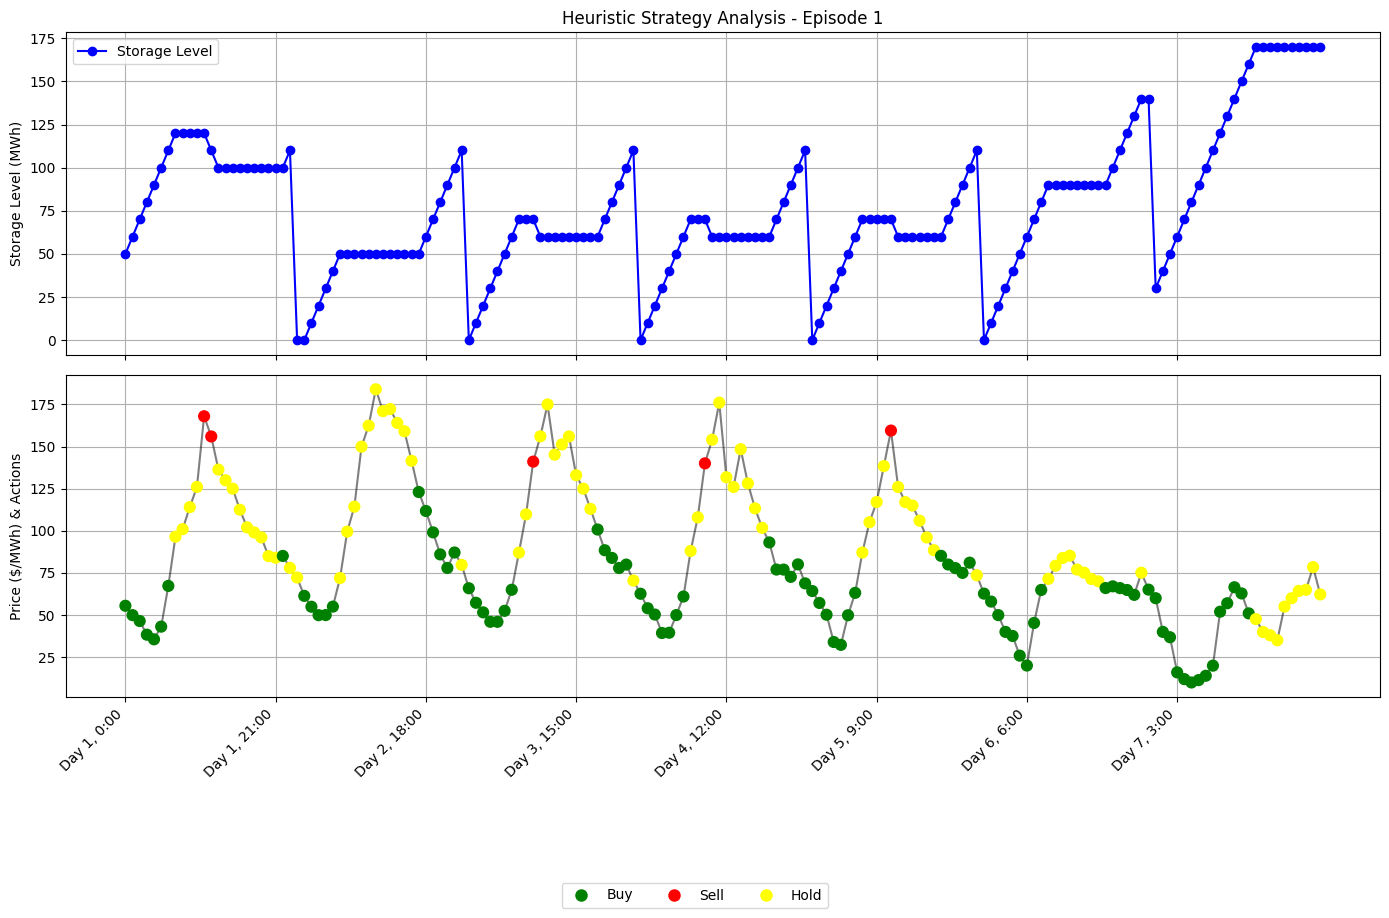 Heuristic Strategy Analysis - Episode 1
Storage Level (MWh)
175
150
125
100
75
50
25
0
Storage Level
Price ($/MWh) & Actions
175
150
125
100
75
50
25
Day 1, 0:00
Day 1, 21:00
Day 2, 18:00
Day 3, 15:00
Day 4, 12:00
Day 5, 9:00
Day 6, 6:00
Day 7, 3:00
Buy
Sell
Hold